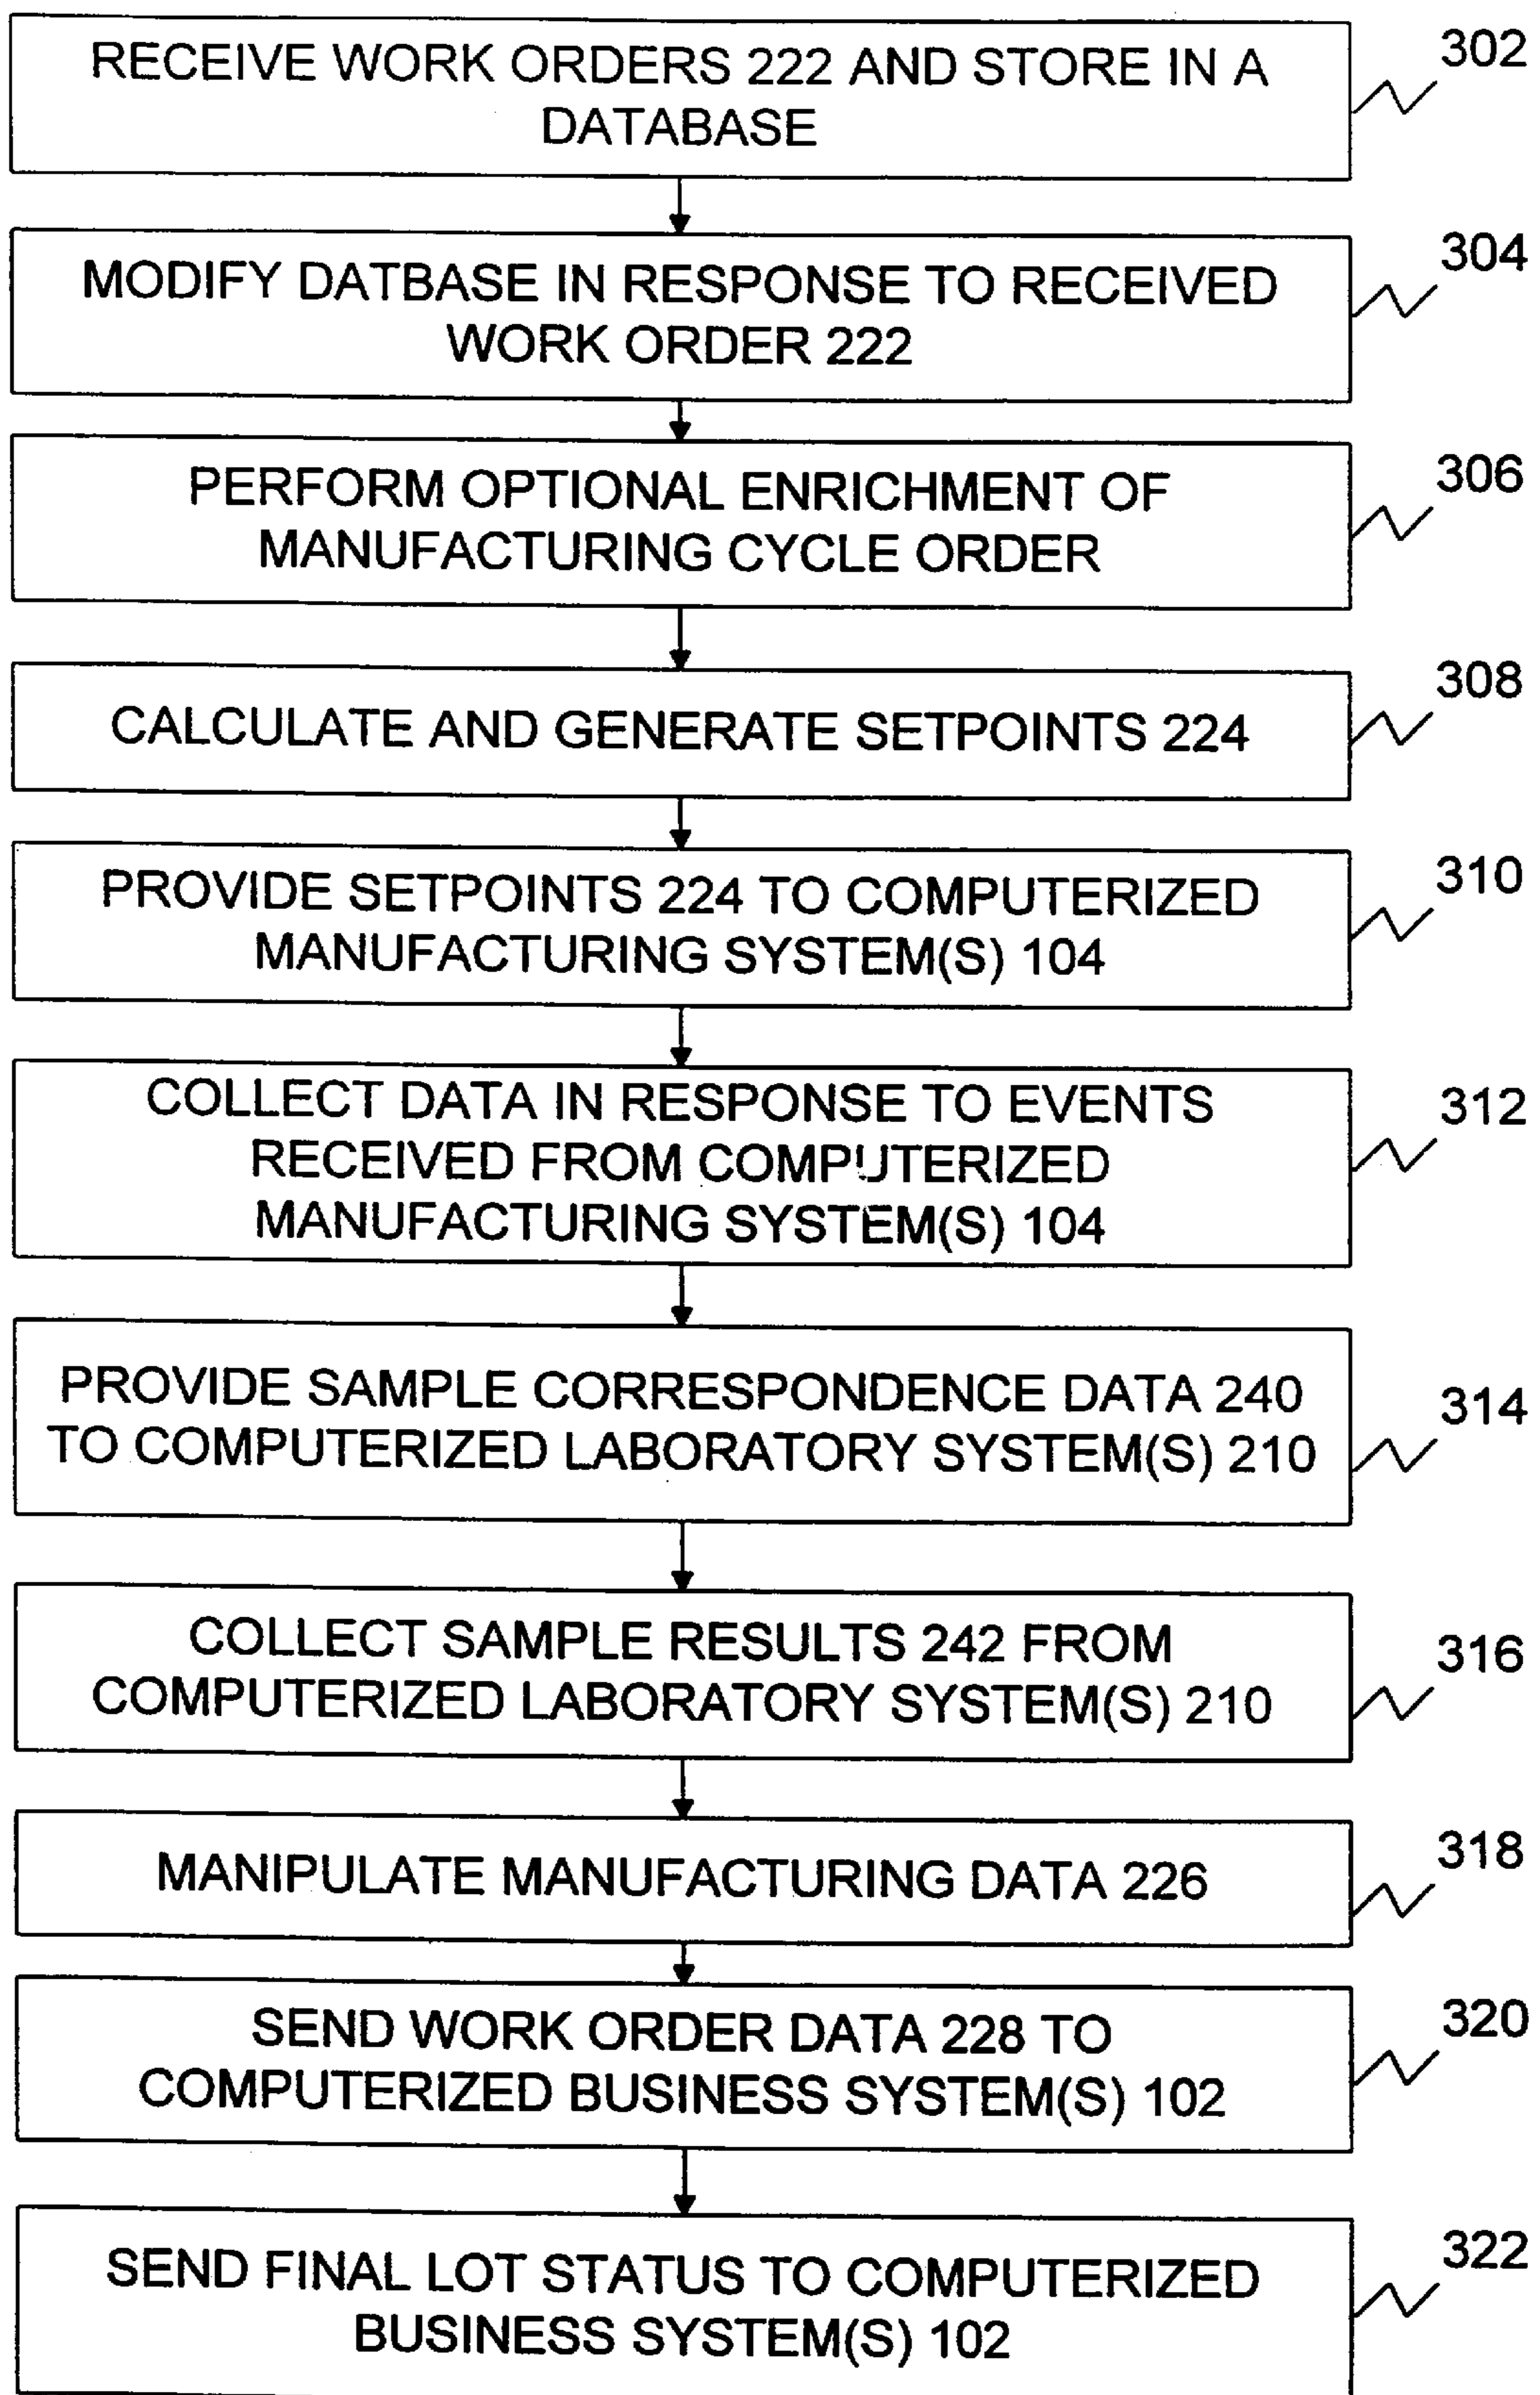 RECEIVE WORK ORDERS 222 AND STORE IN A
DATABASE
302
MODIFY DATBASE IN RESPONSE TO RECEIVED
WORK ORDER 222
304
PERFORM OPTIONAL ENRICHMENT OF
MANUFACTURING CYCLE ORDER
306
CALCULATE AND GENERATE SETPOINTS 224
308
PROVIDE SETPOINTS 224 TO COMPUTERIZED
MANUFACTURING SYSTEM(S) 104
310
COLLECT DATA IN RESPONSE TO EVENTS
RECEIVED FROM COMPUTERIZED
MANUFACTURING SYSTEM(S) 104
312
PROVIDE SAMPLE CORRESPONDENCE DATA 240
TO COMPUTERIZED LABORATORY SYSTEM(S) 210
314
COLLECT SAMPLE RESULTS 242 FROM
COMPUTERIZED LABORATORY SYSTEM(S) 210
316
MANIPULATE MANUFACTURING DATA 226
318
SEND WORK ORDER DATA 228 TO
COMPUTERIZED BUSINESS SYSTEM(S) 102
320
SEND FINAL LOT STATUS TO COMPUTERIZED
BUSINESS SYSTEM(S) 102
322